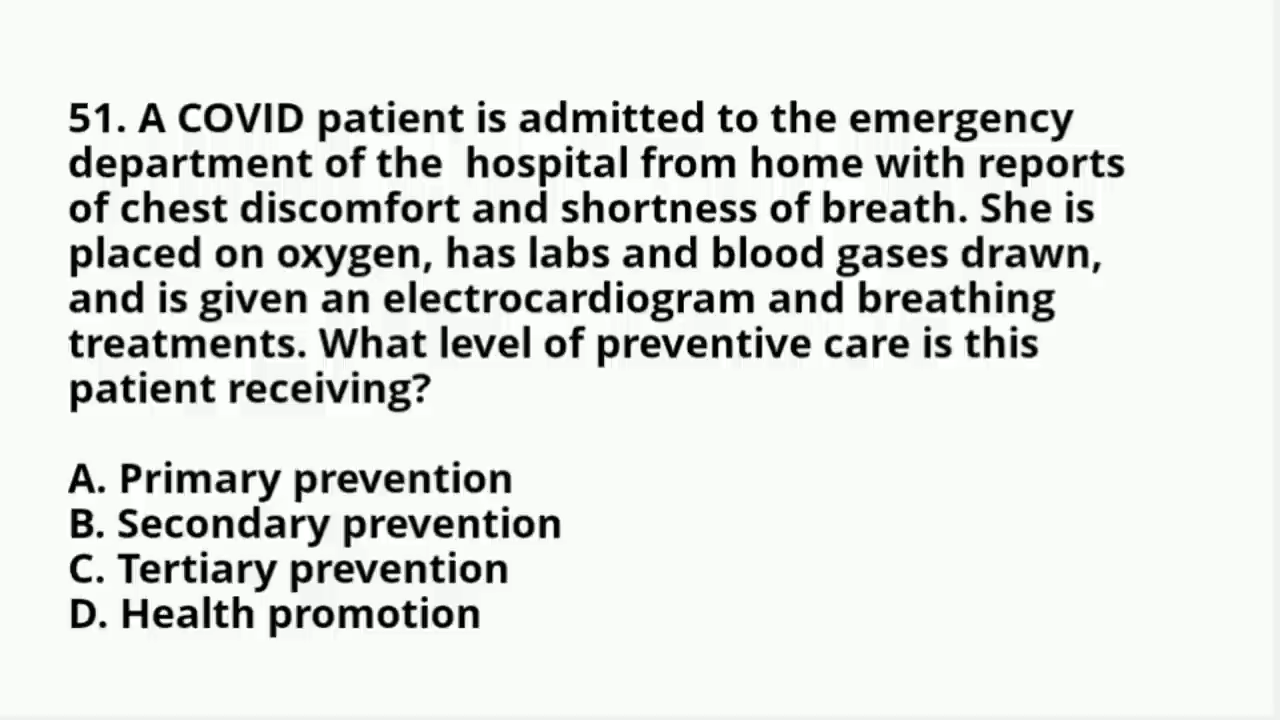 51. A COVID patient is admitted to the emergency
department of the  hospital from home with reports
of chest discomfort and shortness of breath. She is
placed on oxygen, has labs and blood gases drawn,
and is given an electrocardiogram and breathing
treatments. What level of preventive care is this
patient receiving?
A. Primary prevention
B. Secondary prevention
C. Tertiary prevention
D. Health promotion